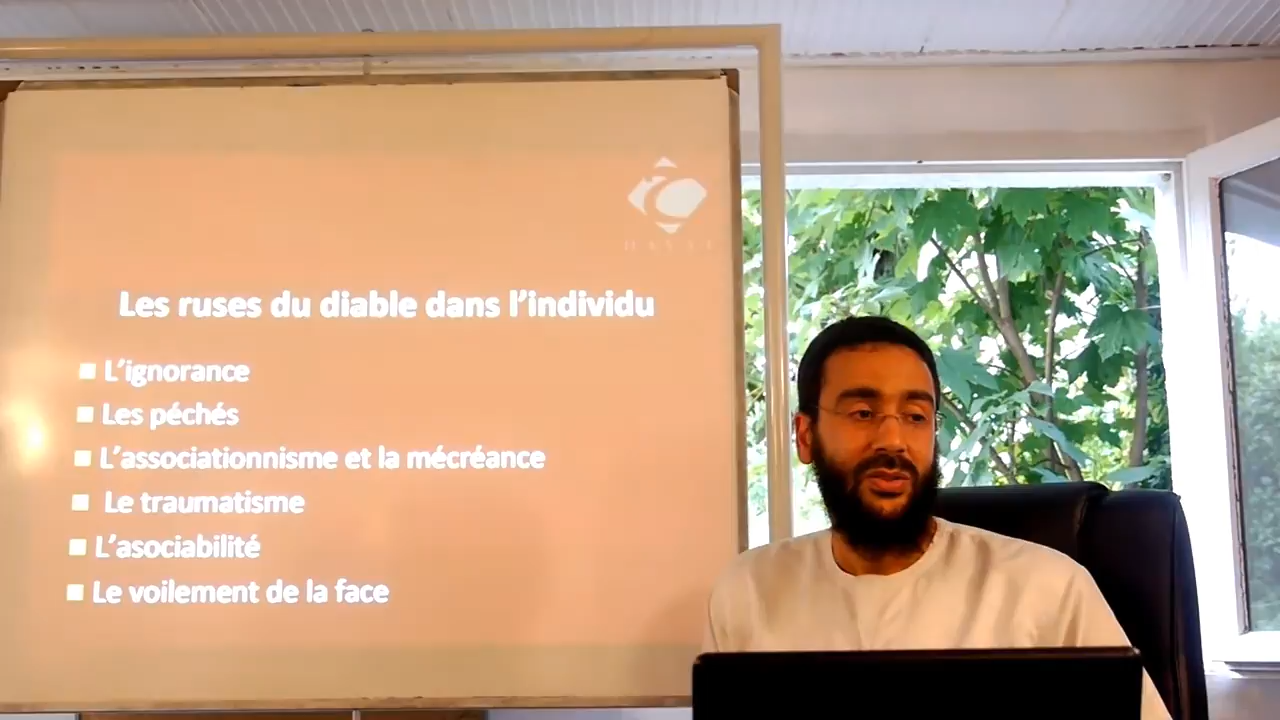 Les ruses du diable dans l’individu
L’ignorance
Les péchés
L’associationnisme et la mécréance
Le traumatisme
L’asociabilité
Le voilement de la face